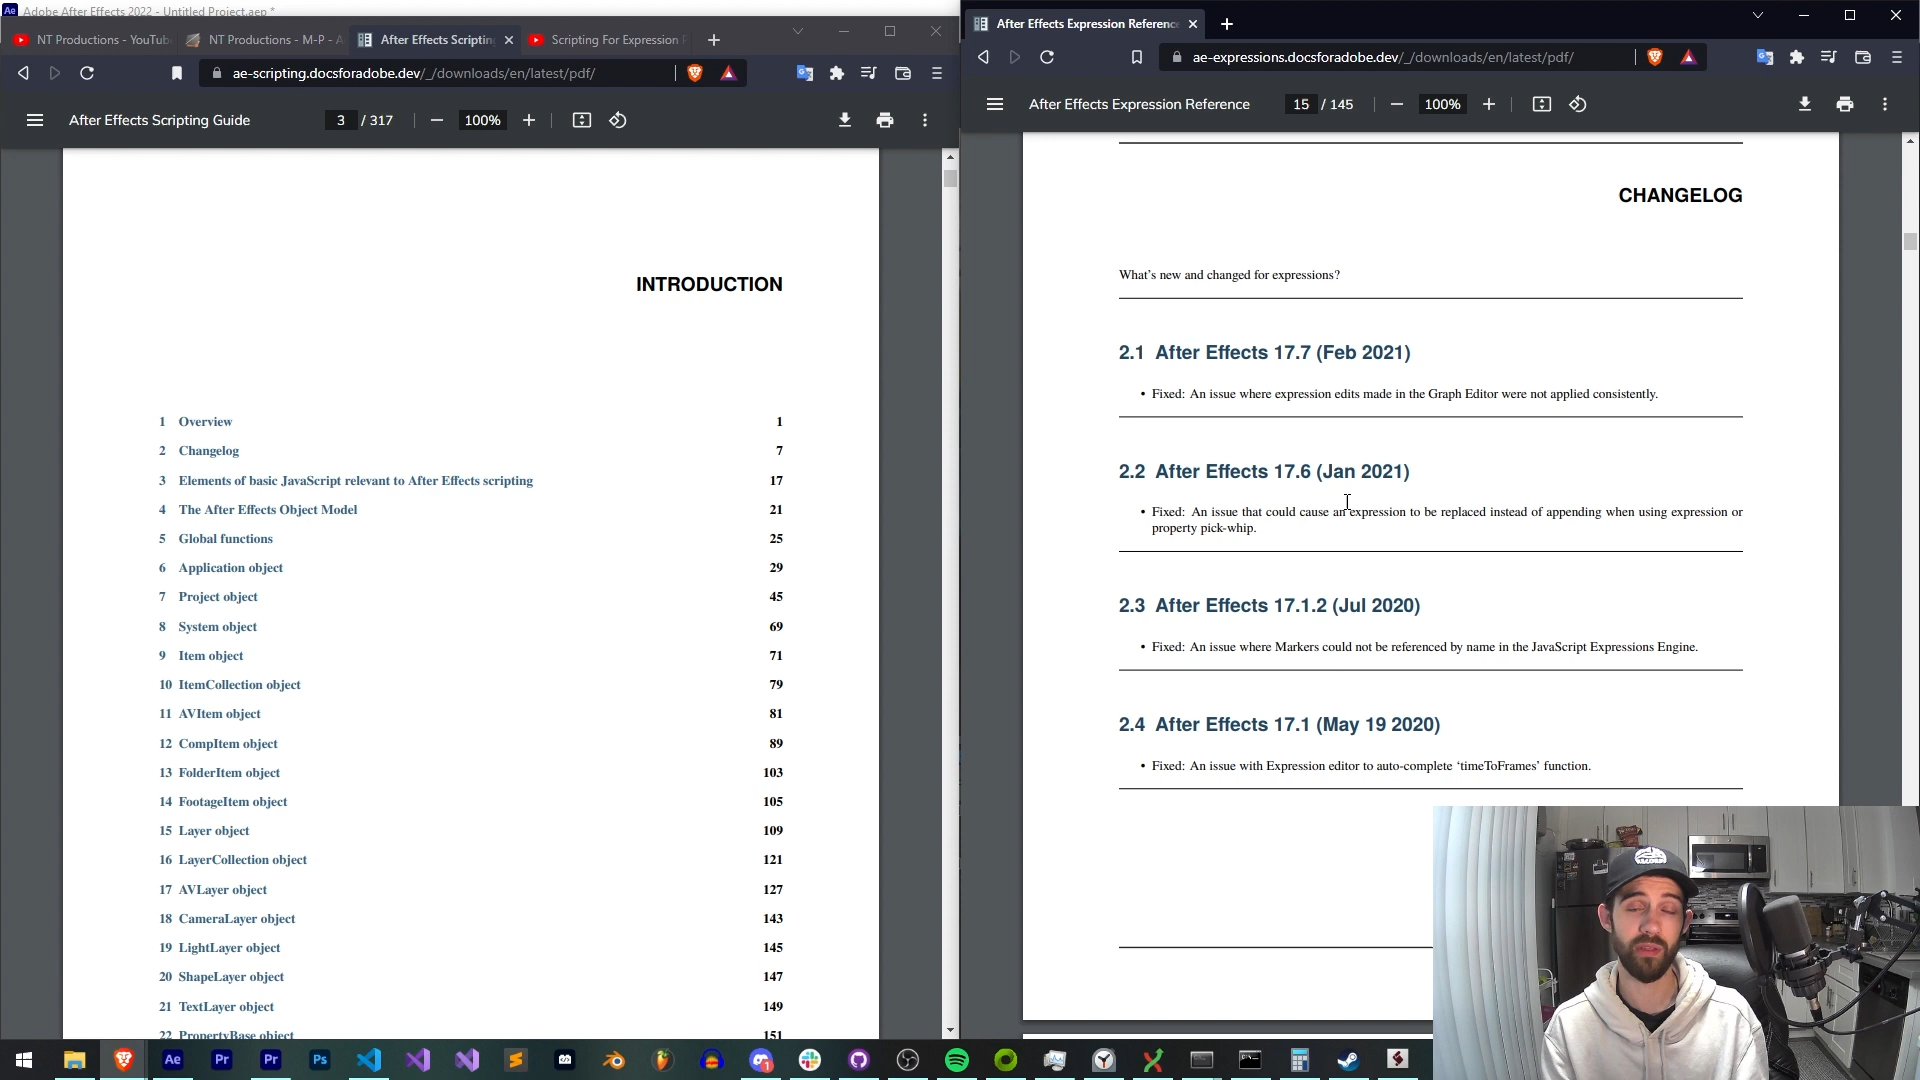 Adobe After Effects 2022 - Untitled Project.aep *
NT Productions - YouTub
NT Productions - M-P - A
After Effects Scripting
Scripting For Expression
ae-scripting.docsforadobe.dev/_/downloads/en/latest/pdf/
After Effects Scripting Guide
3 / 317
100%
INTRODUCTION
1 Overview 1
2 Changelog 7
3 Elements of basic JavaScript relevant to After Effects scripting 17
4 The After Effects Object Model 21
5 Global functions 25
6 Application object 29
7 Project object 45
8 System object 69
9 Item object 71
10 ItemCollection object 79
11 AVItem object 81
12 CompItem object 89
13 FolderItem object 103
14 FootageItem object 105
15 Layer object 109
16 LayerCollection object 121
17 AVLayer object 127
18 CameraLayer object 143
19 LightLayer object 145
20 ShapeLayer object 147
21 TextLayer object 149
22 PropertyBase object 151
After Effects Expression Referenc
ae-expressions.docsforadobe.dev/_/downloads/en/latest/pdf/
After Effects Expression Reference
15 / 145
100%
CHANGELOG
What's new and changed for expressions?
2.1 After Effects 17.7 (Feb 2021)
• Fixed: An issue where expression edits made in the Graph Editor were not applied consistently.
2.2 After Effects 17.6 (Jan 2021)
• Fixed: An issue that could cause an expression to be replaced instead of appending when using expression or
property pick-whip.
2.3 After Effects 17.1.2 (Jul 2020)
• Fixed: An issue where Markers could not be referenced by name in the JavaScript Expressions Engine.
2.4 After Effects 17.1 (May 19 2020)
• Fixed: An issue with Expression editor to auto-complete ‘timeToFrames’ function.
RECORDS
Ae
Pr
Pr
Ps
1